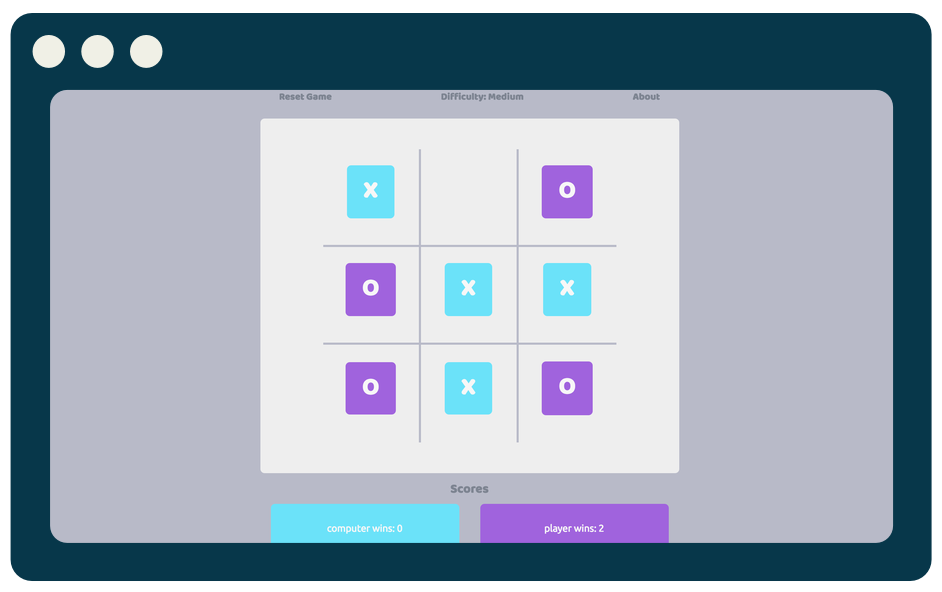 Reset Game Difficulty: Medium About
X O
O X X
O X O
Scores
computer wins: 0 player wins: 2